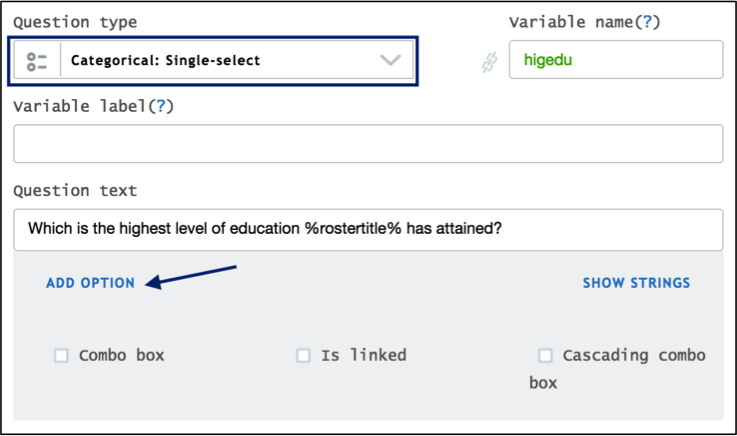 Question type Variable name(?)
Categorical: Single-select higedu
Variable label(?)
Question text
Which is the highest level of education %rostertitle% has attained?
ADD OPTION SHOW STRINGS
Combo box Is linked Cascading combo
box